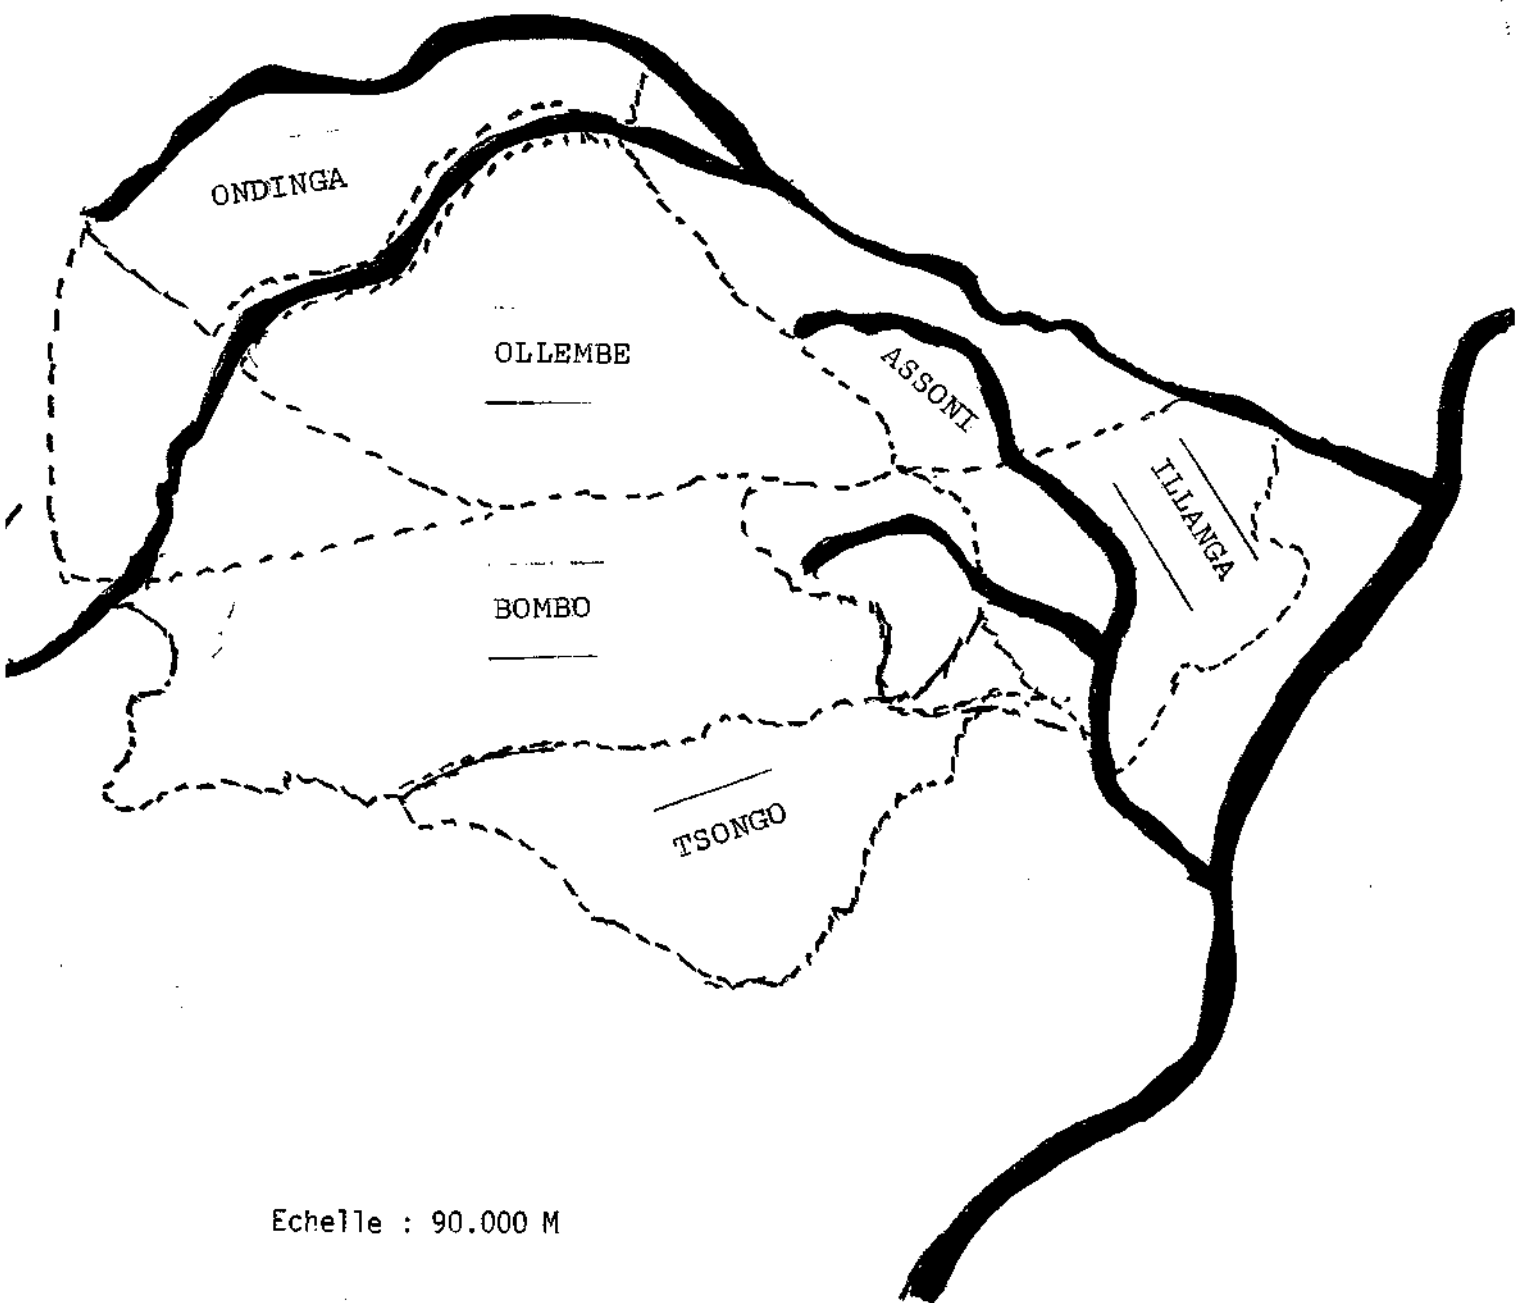 ONDINGA
OLLEMBE
ASSONI
ILLANGA
BOMBO
TSONGO
Echelle : 90.000 M